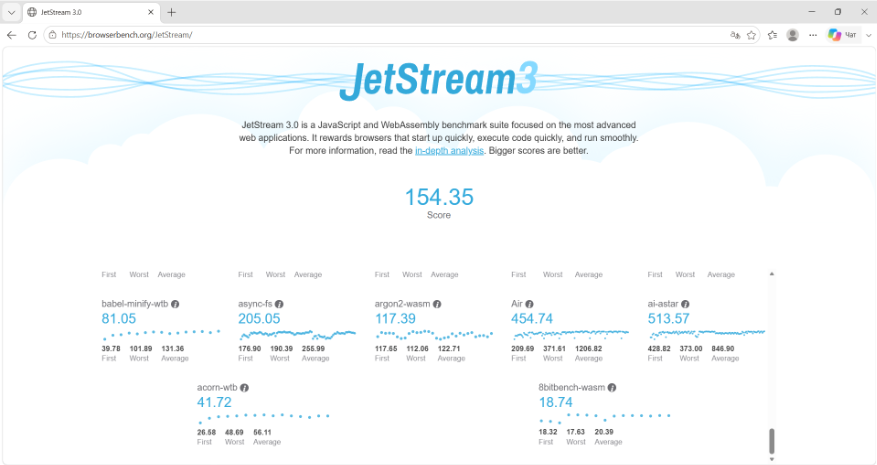 JetStream 3.0
https://browserbench.org/JetStream/
Чат
JetStream3
JetStream 3.0 is a JavaScript and WebAssembly benchmark suite focused on the most advanced
web applications. It rewards browsers that start up quickly, execute code quickly, and run smoothly.
For more information, read the in-depth analysis. Bigger scores are better.
154.35
Score
First Worst Average First Worst Average First Worst Average First Worst Average First Worst Average
babel-minify-wtb i async-fs i argon2-wasm i Air i ai-astar i
81.05 205.05 117.39 454.74 513.57
39.78 101.89 131.36 176.90 190.39 255.99 117.65 112.06 122.71 209.69 371.61 1206.82 428.82 373.00 846.90
First Worst Average First Worst Average First Worst Average First Worst Average First Worst Average
acorn-wtb i 8bitbench-wasm i
41.72 18.74
26.58 48.69 56.11 18.32 17.63 20.39
First Worst Average First Worst Average